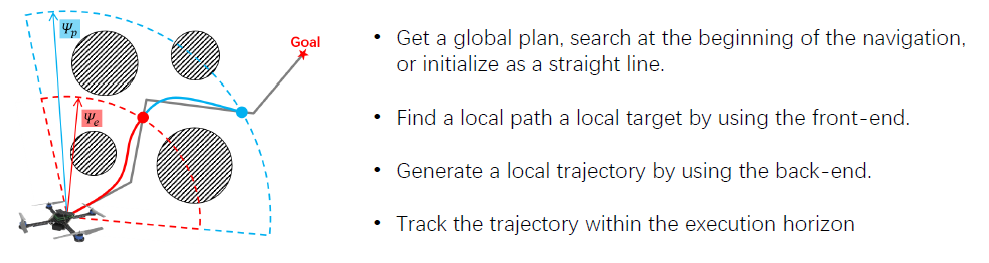 Ψp
Goal
Ψe
• Get a global plan, search at the beginning of the navigation,
or initialize as a straight line.
• Find a local path a local target by using the front-end.
• Generate a local trajectory by using the back-end.
• Track the trajectory within the execution horizon